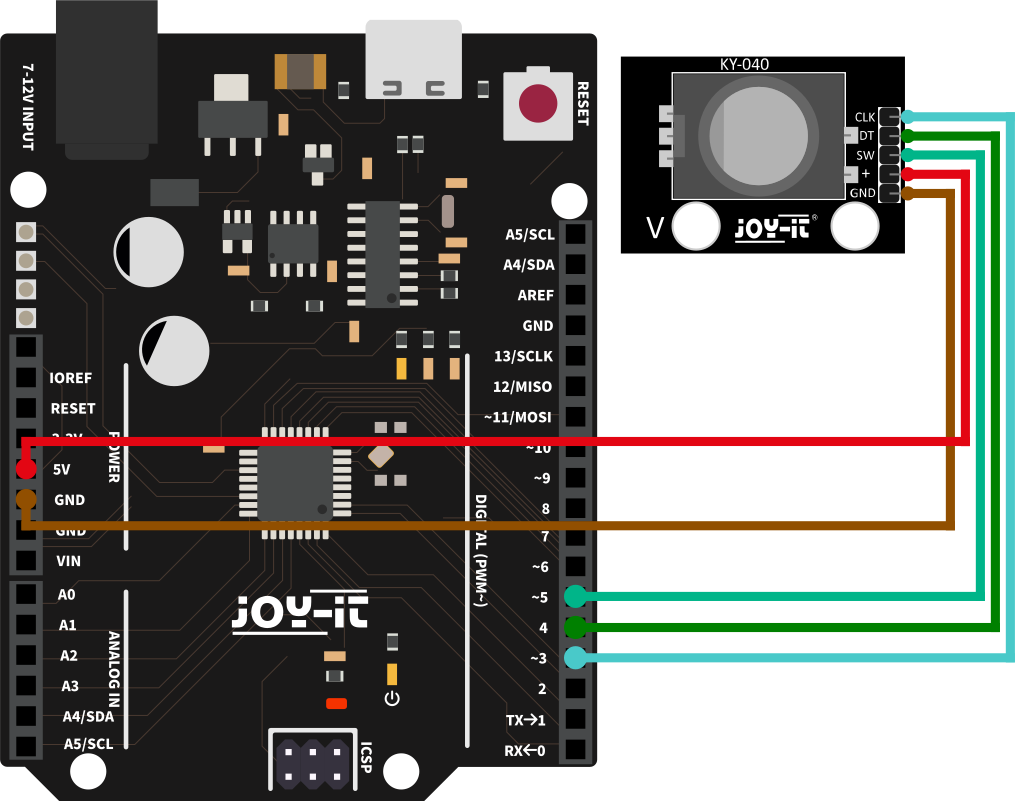 7-12V INPUT
RESET
KY-040
CLK
DT
SW
+
GND
V
JOY-iT®
A5/SCL
A4/SDA
AREF
GND
13/SCLK
12/MISO
~11/MOSI
~10
~9
8
7
~6
~5
4
~3
2
TX→1
RX←0
DIGITAL (PWM~)
IOREF
RESET
3.3V
5V
GND
GND
VIN
POWER
A0
A1
A2
A3
A4/SDA
A5/SCL
ANALOG IN
JOY-iT
ICSP